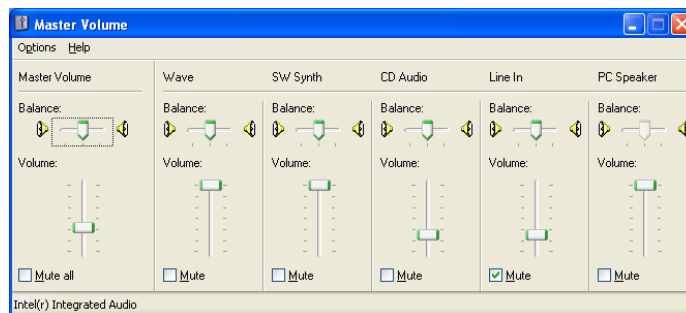 Master Volume
Options Help
Master Volume Wave SW Synth CD Audio Line In PC Speaker
Balance: Balance: Balance: Balance: Balance: Balance:
Volume: Volume: Volume: Volume: Volume: Volume:
Mute all Mute Mute Mute Mute Mute
Intel(r) Integrated Audio